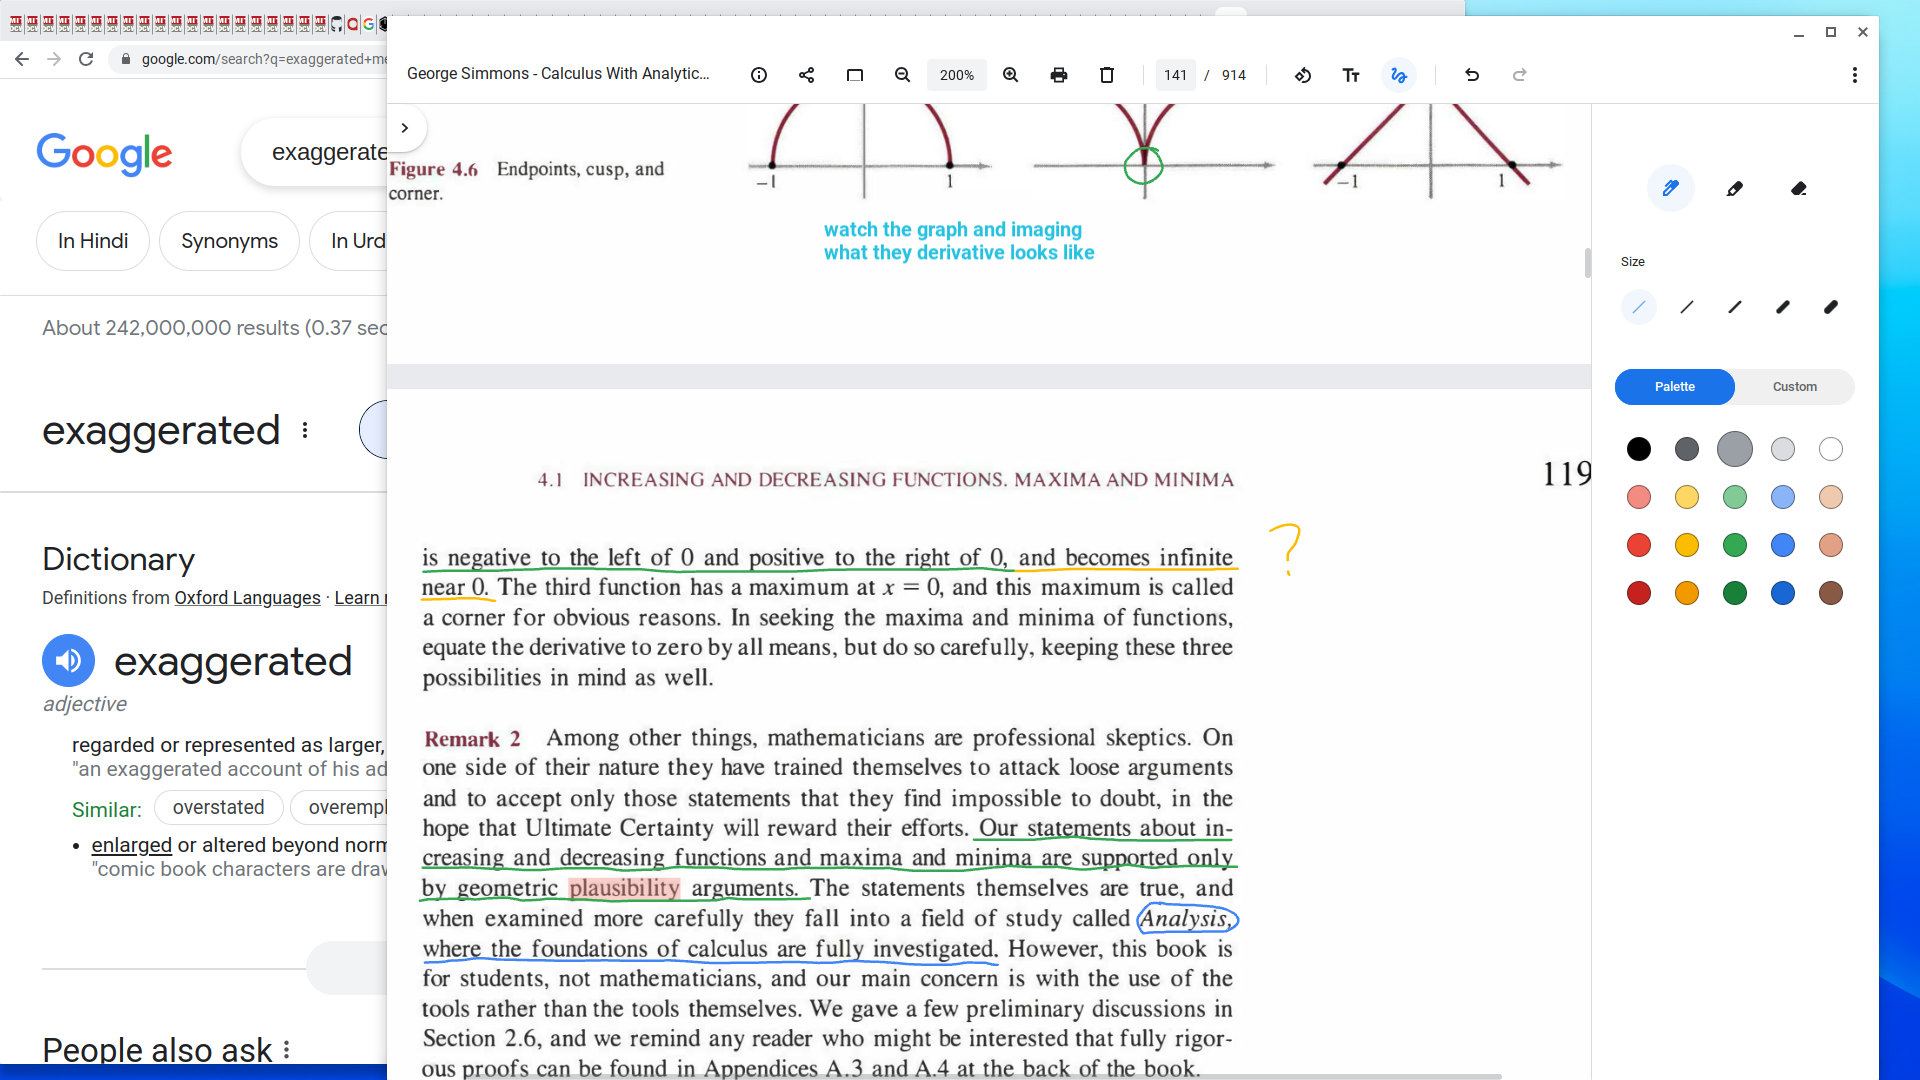 google.com/search?q=exaggerated+me
Google
exaggerate
In Hindi
Synonyms
In Urd
About 242,000,000 results (0.37 sec
exaggerated
Dictionary
Definitions from Oxford Languages · Learn
exaggerated
adjective
regarded or represented as larger,
"an exaggerated account of his ad
Similar:
overstated
overempl
enlarged or altered beyond norm
"comic book characters are draw
People also ask
George Simmons - Calculus With Analytic...
200%
141 / 914
Figure 4.6 Endpoints, cusp, and
corner.
−1
1
−1
1
watch the graph and imaging
what they derivative looks like
4.1 INCREASING AND DECREASING FUNCTIONS. MAXIMA AND MINIMA
119
is negative to the left of 0 and positive to the right of 0, and becomes infinite
?
near 0. The third function has a maximum at x = 0, and this maximum is called
a corner for obvious reasons. In seeking the maxima and minima of functions,
equate the derivative to zero by all means, but do so carefully, keeping these three
possibilities in mind as well.
Remark 2 Among other things, mathematicians are professional skeptics. On
one side of their nature they have trained themselves to attack loose arguments
and to accept only those statements that they find impossible to doubt, in the
hope that Ultimate Certainty will reward their efforts. Our statements about in-
creasing and decreasing functions and maxima and minima are supported only
by geometric plausibility arguments. The statements themselves are true, and
when examined more carefully they fall into a field of study called Analysis,
where the foundations of calculus are fully investigated. However, this book is
for students, not mathematicians, and our main concern is with the use of the
tools rather than the tools themselves. We gave a few preliminary discussions in
Section 2.6, and we remind any reader who might be interested that fully rigor-
ous proofs can be found in Appendices A.3 and A.4 at the back of the book.
Size
Palette
Custom